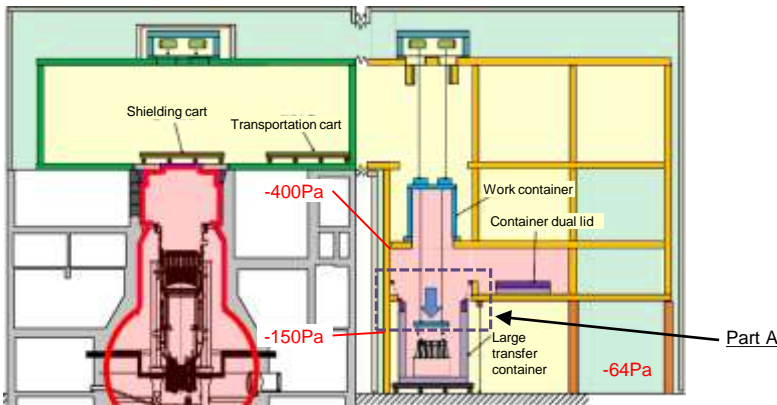 Shielding cart
Transportation cart
-400Pa
Work container
Container dual lid
-150Pa
Large
transfer
container
-64Pa
Part A